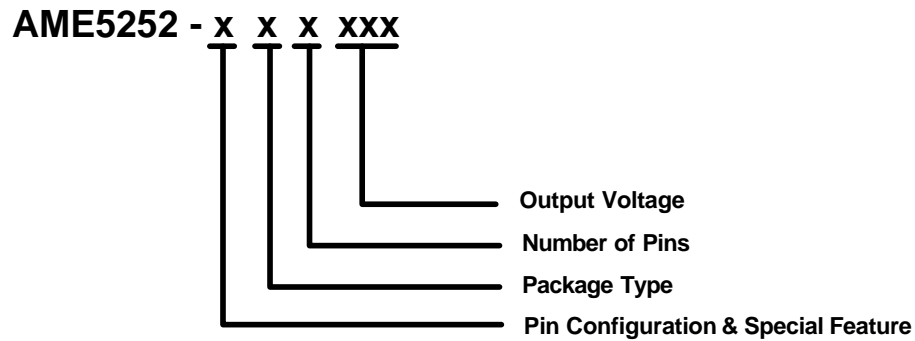 AME5252 - x x x xxx
Output Voltage
Number of Pins
Package Type
Pin Configuration & Special Feature